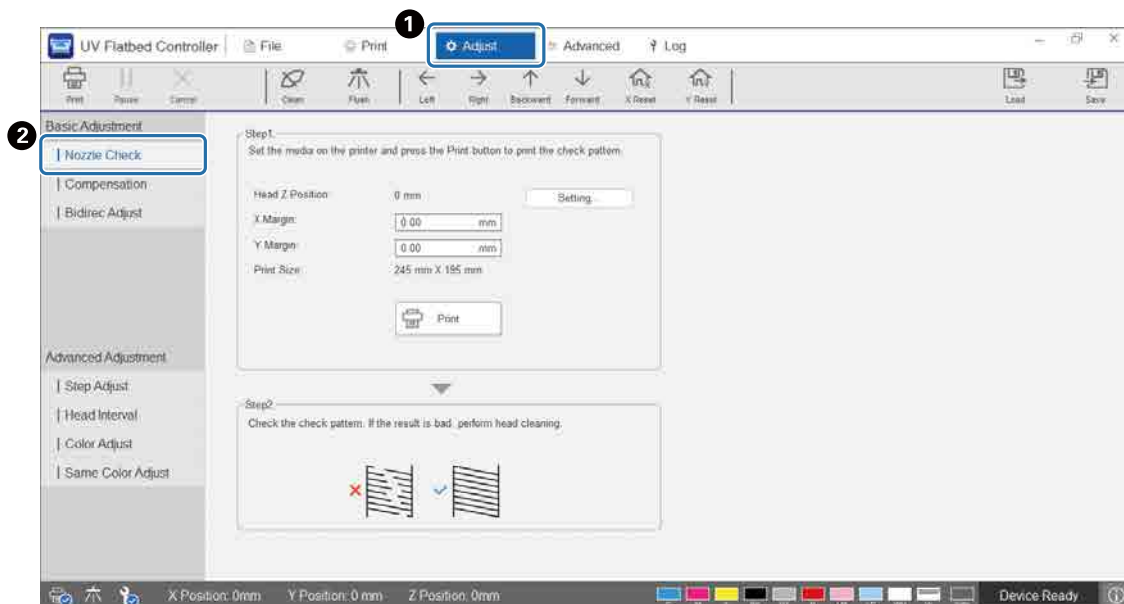 1
UV Flatbed Controller File Print Adjust Advanced Log
Print Pause Cancel Clean Flush Left Right Backward Forward X Reset Y Reset Load Save
2
Basic Adjustment
Nozzle Check
Compensation
Bidirec Adjust
Step1.
Set the media on the printer and press the Print button to print the check pattern.
Head Z Position: 0 mm Setting...
X Margin: 0.00 mm
Y Margin: 0.00 mm
Print Size: 245 mm X 195 mm
Print
Advanced Adjustment
Step Adjust
Head Interval
Color Adjust
Same Color Adjust
Step2.
Check the check pattern. If the result is bad, perform head cleaning.
X Position: 0mm Y Position: 0 mm Z Position: 0mm Device Ready